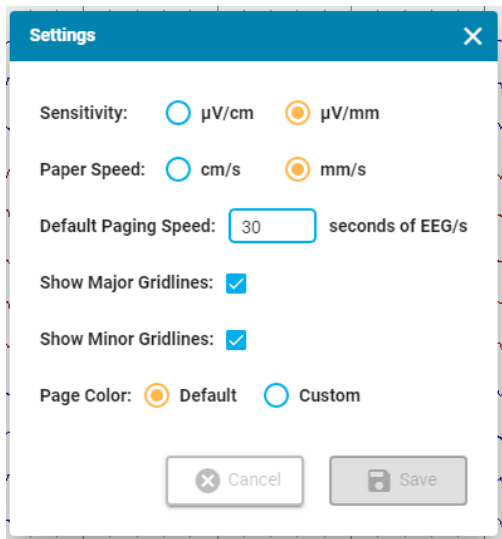 Settings
Sensitivity: µV/cm µV/mm
Paper Speed: cm/s mm/s
Default Paging Speed: 30 seconds of EEG/s
Show Major Gridlines:
Show Minor Gridlines:
Page Color: Default Custom
Cancel Save